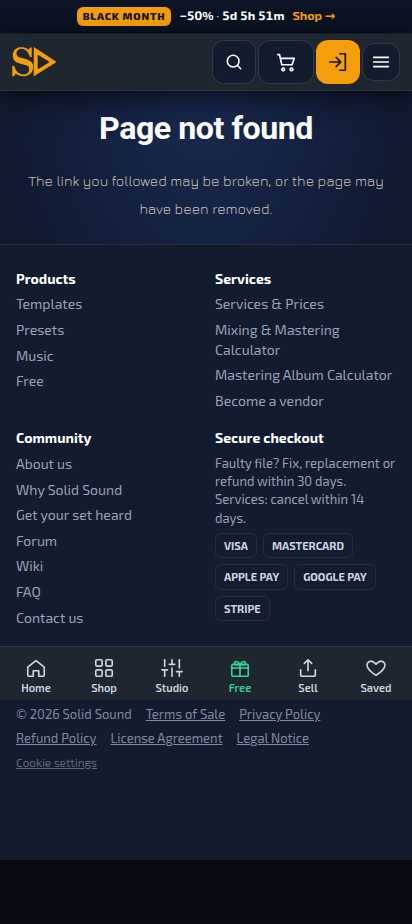 BLACK MONTH −50% · 5d 5h 51m Shop →
Page not found
The link you followed may be broken, or the page may
have been removed.
Products
Templates
Presets
Music
Free
Services
Services & Prices
Mixing & Mastering
Calculator
Mastering Album Calculator
Become a vendor
Community
About us
Why Solid Sound
Get your set heard
Forum
Wiki
FAQ
Contact us
Secure checkout
Faulty file? Fix, replacement or
refund within 30 days.
Services: cancel within 14
days.
VISA MASTERCARD
APPLE PAY GOOGLE PAY
STRIPE
Home Shop Studio Free Sell Saved
© 2026 Solid Sound Terms of Sale Privacy Policy
Refund Policy License Agreement Legal Notice
Cookie settings